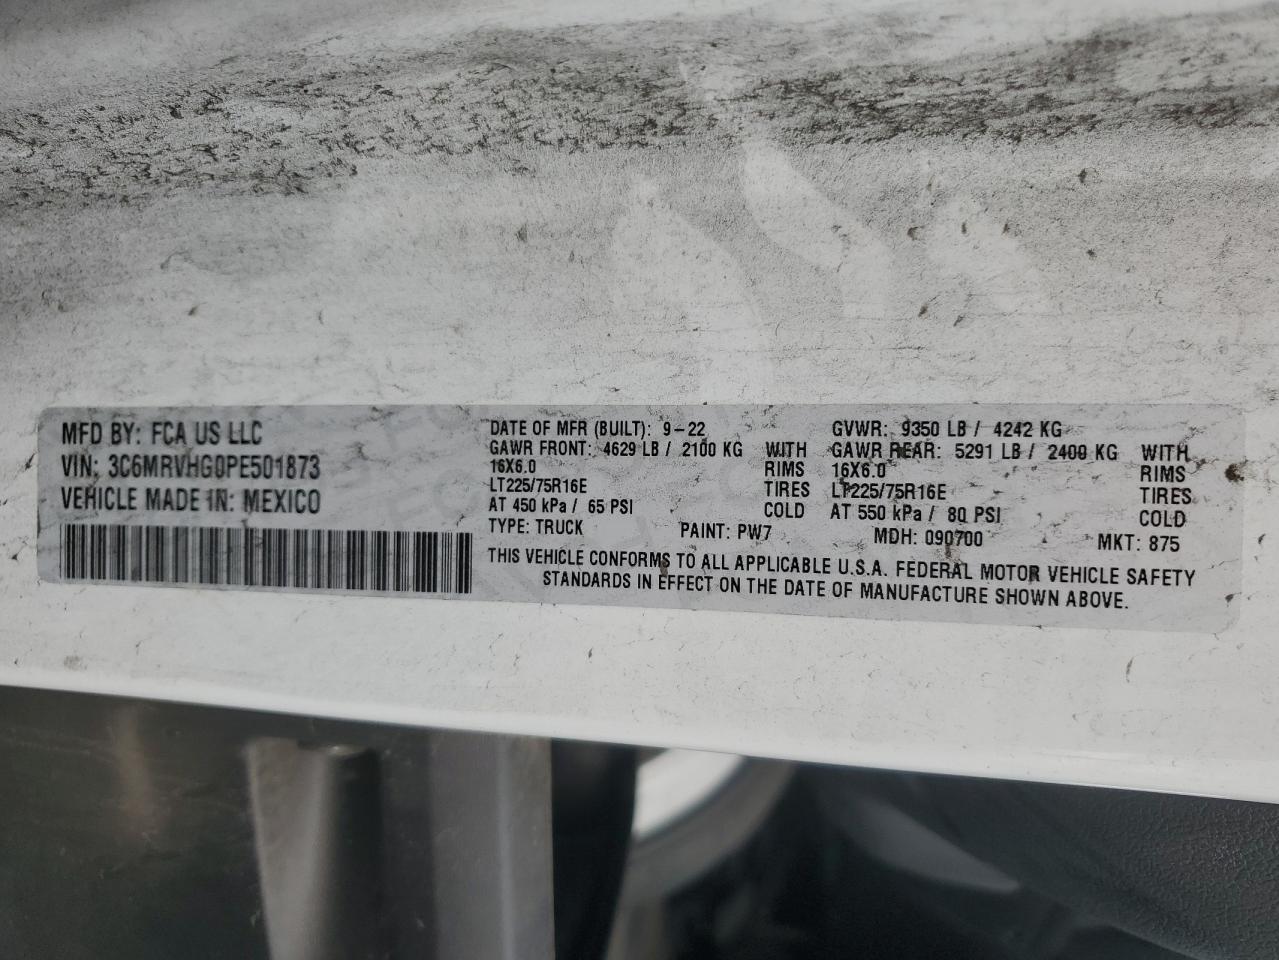 MFD BY: FCA US LLC
VIN: 3C6MRVHG0PE501873
VEHICLE MADE IN: MEXICO
DATE OF MFR (BUILT): 9-22
GAWR FRONT: 4629 LB / 2100 KG WITH
16X6.0 RIMS
LT225/75R16E TIRES
AT 450 kPa / 65 PSI COLD
GVWR: 9350 LB / 4242 KG
GAWR REAR: 5291 LB / 2400 KG WITH
16X6.0 RIMS
LT225/75R16E TIRES
AT 550 kPa / 80 PSI COLD
TYPE: TRUCK PAINT: PW7 MDH: 090700 MKT: 875
THIS VEHICLE CONFORMS TO ALL APPLICABLE U.S.A. FEDERAL MOTOR VEHICLE SAFETY
STANDARDS IN EFFECT ON THE DATE OF MANUFACTURE SHOWN ABOVE.